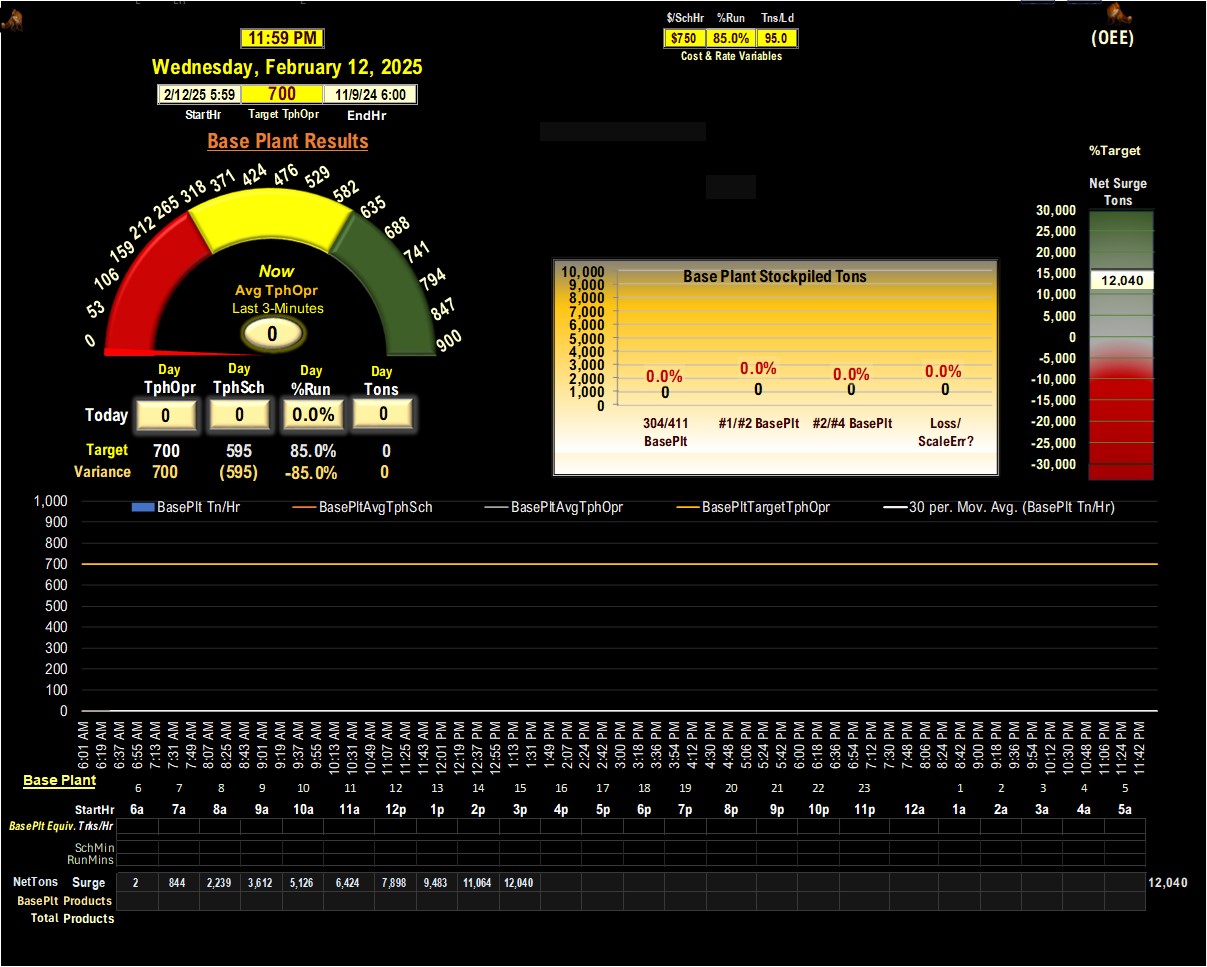 $/SchHr %Run Tns/Ld
11:59 PM
$750 85.0% 95.0
(OEE)
Cost & Rate Variables
Wednesday, February 12, 2025
2/12/25 5:59 700 11/9/24 6:00
StartHr Target TphOpr EndHr
Base Plant Results
%Target
Net Surge
Tons
0 53 106 159 212 265 318 371 424 476 529 582 635 688 741 794 847 900
Now
Avg TphOpr
Last 3-Minutes
0
30,000
25,000
20,000
15,000
12,040
10,000
5,000
0
-5,000
-10,000
-15,000
-20,000
-25,000
-30,000
Base Plant Stockpiled Tons
10,000
9,000
8,000
7,000
6,000
5,000
4,000
3,000
2,000
1,000
0
0.0% 0.0% 0.0% 0.0%
0 0 0 0
304/411 #1/#2 BasePlt #2/#4 BasePlt Loss/
BasePlt ScaleErr?
Day Day Day Day
TphOpr TphSch %Run Tons
Today 0 0 0.0% 0
Target 700 595 85.0% 0
Variance 700 (595) -85.0% 0
BasePlt Tn/Hr BasePltAvgTphSch BasePltAvgTphOpr BasePltTargetTphOpr 30 per. Mov. Avg. (BasePlt Tn/Hr)
1,000
900
800
700
600
500
400
300
200
100
0
6:01 AM 6:19 AM 6:37 AM 6:55 AM 7:13 AM 7:31 AM 7:49 AM 8:07 AM 8:25 AM 8:43 AM 9:01 AM 9:19 AM 9:37 AM 9:55 AM 10:13 AM 10:31 AM 10:49 AM 11:07 AM 11:25 AM 11:43 AM 12:01 PM 12:19 PM 12:37 PM 12:55 PM 1:13 PM 1:31 PM 1:49 PM 2:07 PM 2:24 PM 2:42 PM 3:00 PM 3:18 PM 3:36 PM 3:54 PM 4:12 PM 4:30 PM 4:48 PM 5:06 PM 5:24 PM 5:42 PM 6:00 PM 6:18 PM 6:36 PM 6:54 PM 7:12 PM 7:30 PM 7:48 PM 8:06 PM 8:24 PM 8:42 PM 9:00 PM 9:18 PM 9:36 PM 9:54 PM 10:12 PM 10:30 PM 10:48 PM 11:06 PM 11:24 PM 11:42 PM
Base Plant
6 7 8 9 10 11 12 13 14 15 16 17 18 19 20 21 22 23 1 2 3 4 5
StartHr 6a 7a 8a 9a 10a 11a 12p 1p 2p 3p 4p 5p 6p 7p 8p 9p 10p 11p 12a 1a 2a 3a 4a 5a
BasePlt Equiv. Trks/Hr
SchMin
RunMins
NetTons Surge 2 844 2,239 3,612 5,126 6,424 7,898 9,483 11,064 12,040 12,040
BasePlt Products
Total Products